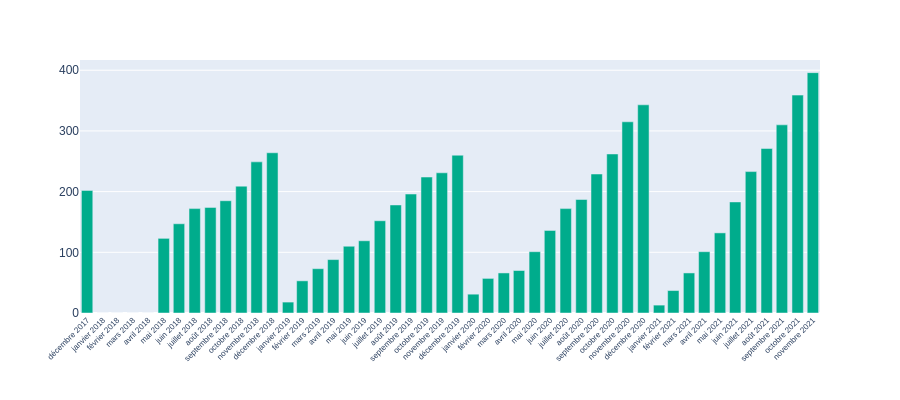 400
300
200
100
0
décembre 2017
janvier 2018
février 2018
mars 2018
avril 2018
mai 2018
juin 2018
juillet 2018
août 2018
septembre 2018
octobre 2018
novembre 2018
décembre 2018
janvier 2019
février 2019
mars 2019
avril 2019
mai 2019
juin 2019
juillet 2019
août 2019
septembre 2019
octobre 2019
novembre 2019
décembre 2019
janvier 2020
février 2020
mars 2020
avril 2020
mai 2020
juin 2020
juillet 2020
août 2020
septembre 2020
octobre 2020
novembre 2020
décembre 2020
janvier 2021
février 2021
mars 2021
avril 2021
mai 2021
juin 2021
juillet 2021
août 2021
septembre 2021
octobre 2021
novembre 2021